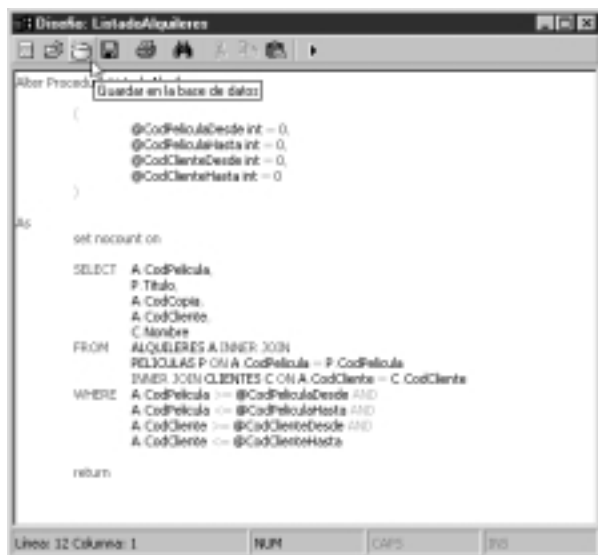 Diseño: ListadoAlquileres
Alter Procedure
Guardar en la base de datos
(
@CodPeliculaDesde int = 0,
@CodPeliculaHasta int = 0,
@CodClienteDesde int = 0,
@CodClienteHasta int = 0
)
As
set nocount on
SELECT A.CodPelicula,
P.Titulo,
A.CodCopia,
A.CodCliente,
C.Nombre
FROM ALQUILERES A INNER JOIN
PELICULAS P ON A.CodPelicula = P.CodPelicula
INNER JOIN CLIENTES C ON A.CodCliente = C.CodCliente
WHERE A.CodPelicula >= @CodPeliculaDesde AND
A.CodPelicula <= @CodPeliculaHasta AND
A.CodCliente >= @CodClienteDesde AND
A.CodCliente <= @CodClienteHasta
return
Línea: 12 Columna: 1 NUM CAPS INS